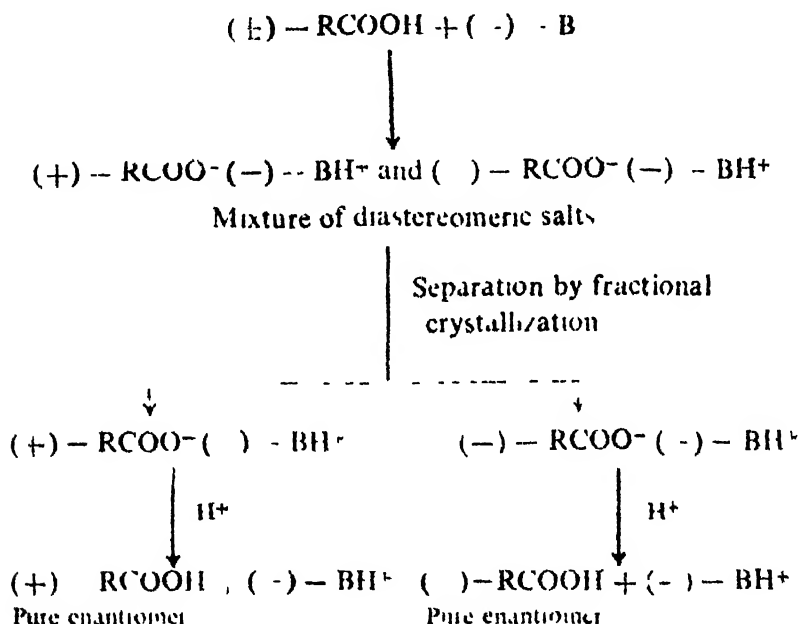 (±) – RCOOH + (-) - B
(+) – RCOO⁻ (—) -- BH⁺ and ( ) — RCOO⁻ (—) - BH⁺
Mixture of diastereomeric salts
Separation by fractional
crystallization
(+) — RCOO⁻ ( ) - BH⁺
(—) — RCOO⁻ (-) — BH⁺
H⁺
H⁺
(+) RCOOH , (-) — BH⁺
( ) — RCOOH + (-) — BH⁺
Pure enantiomer
Pure enantiomer